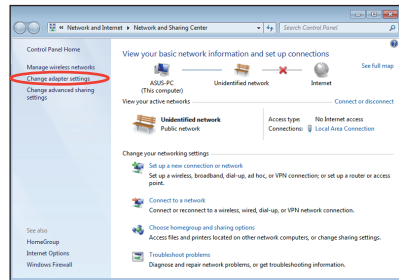 « Network and Internet ▸ Network and Sharing Center
Search Control Panel
Control Panel Home
Manage wireless networks
Change adapter settings
Change advanced sharing
settings
See also
HomeGroup
Internet Options
Windows Firewall
View your basic network information and set up connections
See full map
ASUS-PC
(This computer)
Unidentified network
Internet
View your active networks
Connect or disconnect
Unidentified network
Public network
Access type: No Internet access
Connections: Local Area Connection
Change your networking settings
Set up a new connection or network
Set up a wireless, broadband, dial-up, ad hoc, or VPN connection; or set up a router or access
point.
Connect to a network
Connect or reconnect to a wireless, wired, dial-up, or VPN network connection.
Choose homegroup and sharing options
Access files and printers located on other network computers, or change sharing settings.
Troubleshoot problems
Diagnose and repair network problems, or get troubleshooting information.